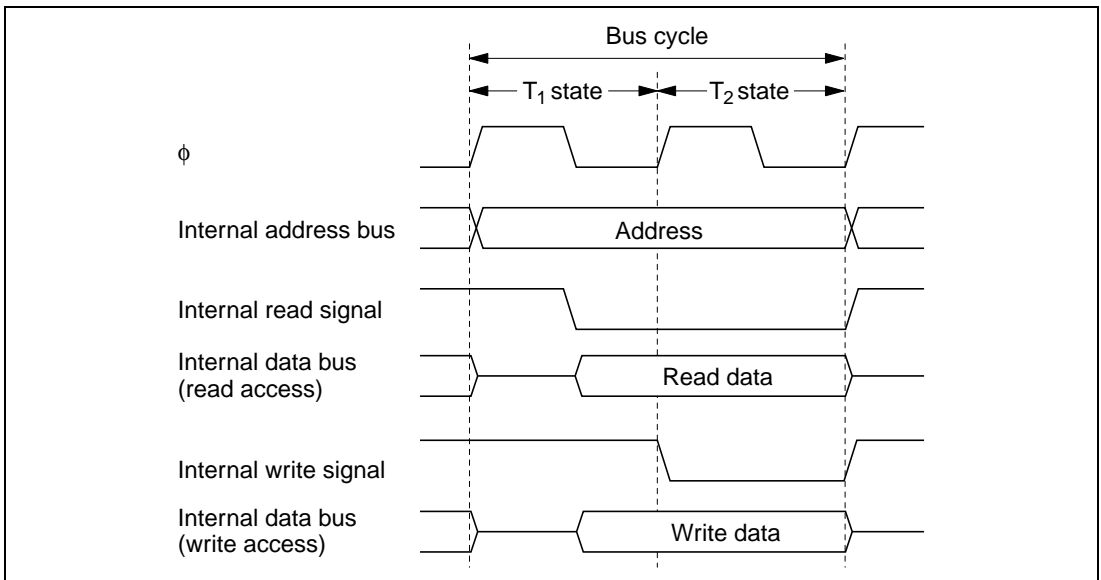 Bus cycle
T1 state
T2 state
ϕ
Internal address bus
Address
Internal read signal
Internal data bus
(read access)
Read data
Internal write signal
Internal data bus
(write access)
Write data